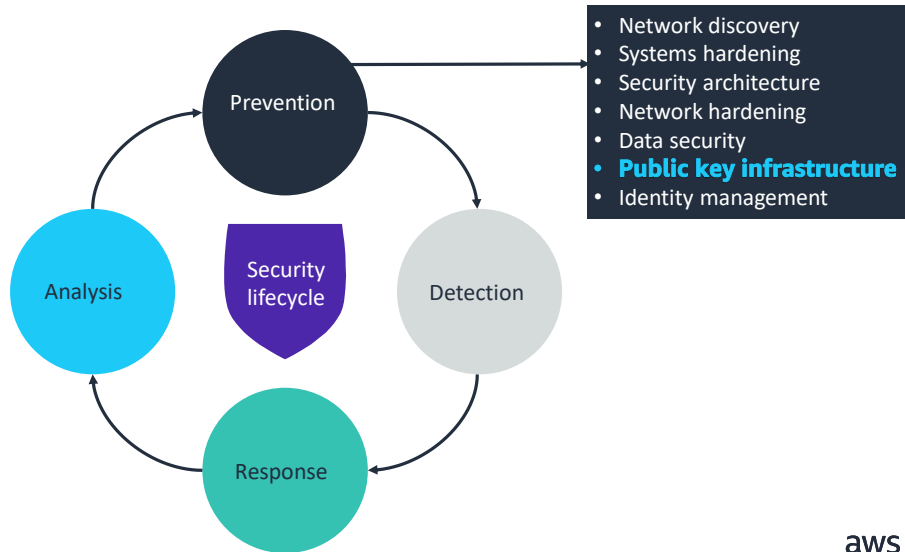 • Network discovery
• Systems hardening
• Security architecture
• Network hardening
• Data security
• Public key infrastructure
• Identity management
Prevention
Analysis
Security
lifecycle
Detection
Response
aws